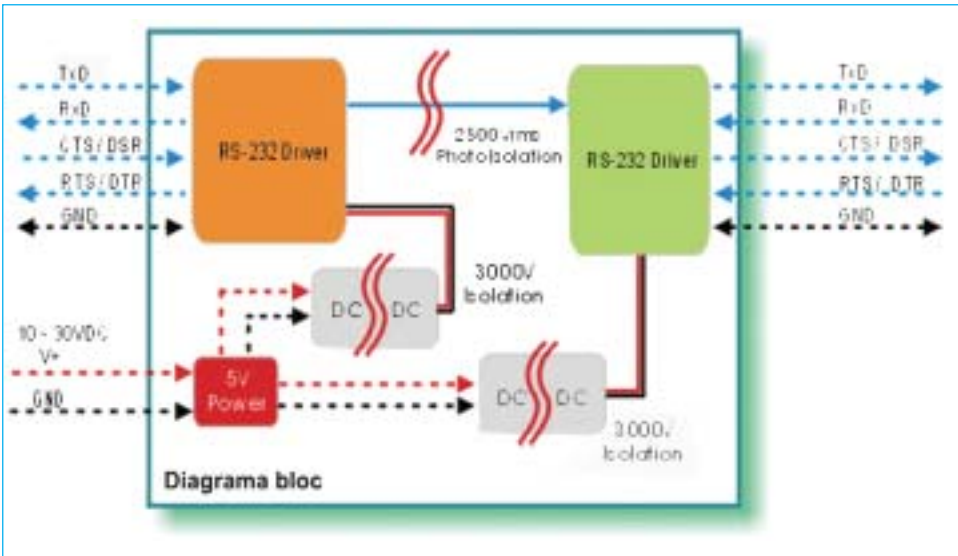 TxD
RxD
CTS/DSR
RTS/DTR
GND
RS-232 Driver
2500Vrms
PhotoIsolation
RS-232 Driver
TxD
RxD
CTS/DSR
RTS/DTR
GND
3000V
Isolation
DC DC
10 - 30VDC
V+
GND
5V
Power
DC DC
3000V
Isolation
Diagrama bloc